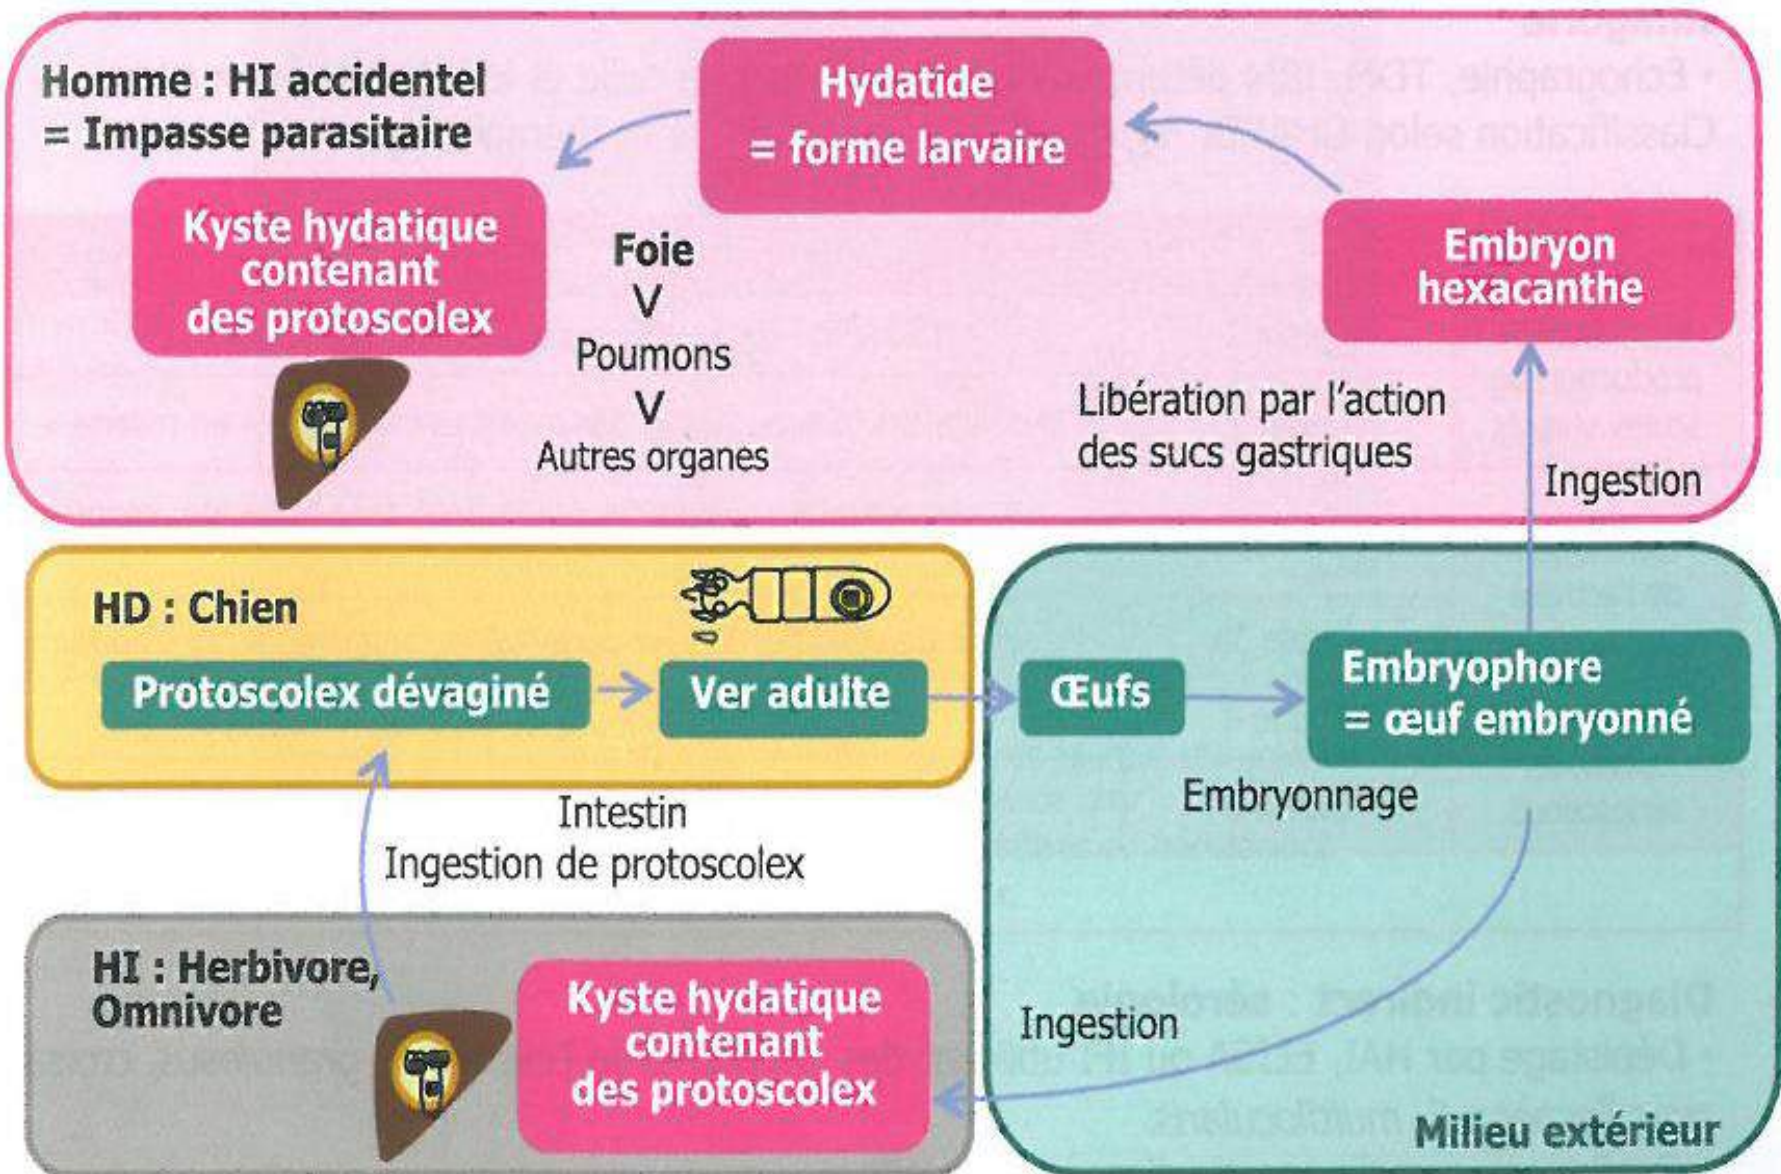 Homme : HI accidentel
= Impasse parasitaire
Hydatide
= forme larvaire
Embryon
hexacanthe
Kyste hydatique
contenant
des protoscolex
Foie
V
Poumons
V
Autres organes
Libération par l'action
des sucs gastriques
Ingestion
HD : Chien
Protoscolex dévaginé
Ver adulte
Œufs
Embryophore
= œuf embryonné
Embryonnage
Intestin
Ingestion de protoscolex
HI : Herbivore,
Omnivore
Kyste hydatique
contenant
des protoscolex
Ingestion
Milieu extérieur